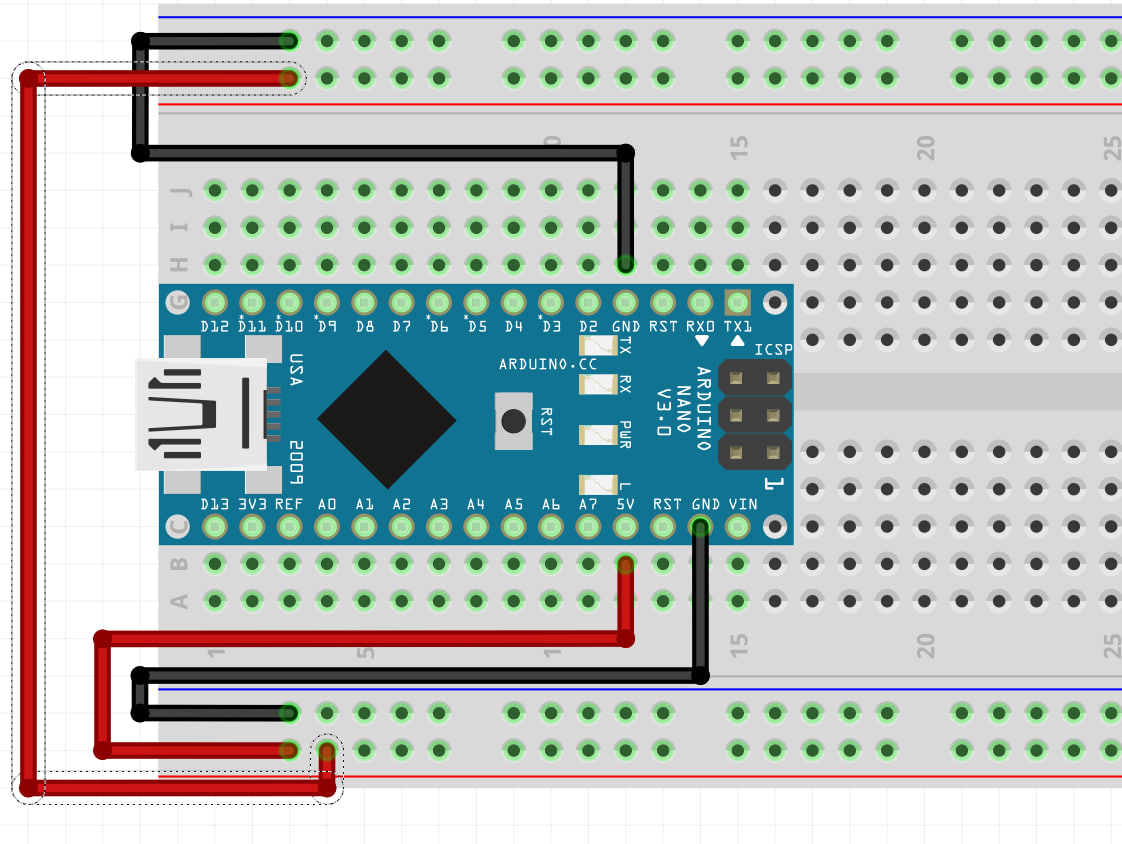 0 15 20 25
J
I
H
G
D12 *D11 *D10 *D9 D8 D7 *D6 *D5 D4 *D3 D2 GND RST RX0 TX1
ICSP
TX
ARDUINO.CC
USA
RX
ARDUINO
NANO
V3.0
RST
PWR
2009
L
1
D13 3V3 REF A0 A1 A2 A3 A4 A5 A6 A7 5V RST GND VIN
C
B
A
1 5 1 15 20 25